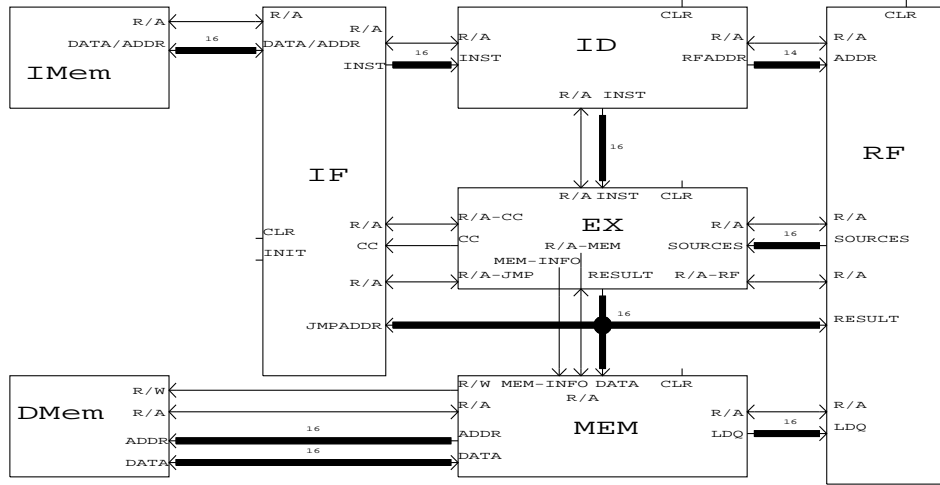 CLR
CLR
R/A
R/A
DATA/ADDR
16
DATA/ADDR
IMem
R/A
16
INST
R/A
INST
ID
R/A
RFADDR
14
R/A
ADDR
R/A INST
16
IF
RF
R/A INST
CLR
EX
R/A
R/A-CC
CC
CC
R/A-MEM
MEM-INFO
R/A
SOURCES
16
R/A
SOURCES
CLR
INIT
R/A
R/A-JMP
RESULT
R/A-RF
R/A
JMPADDR
16
RESULT
R/W
R/W
MEM-INFO DATA
CLR
R/A
DMem
R/A
R/A
MEM
R/A
R/A
ADDR
16
ADDR
LDQ
16
LDQ
DATA
16
DATA